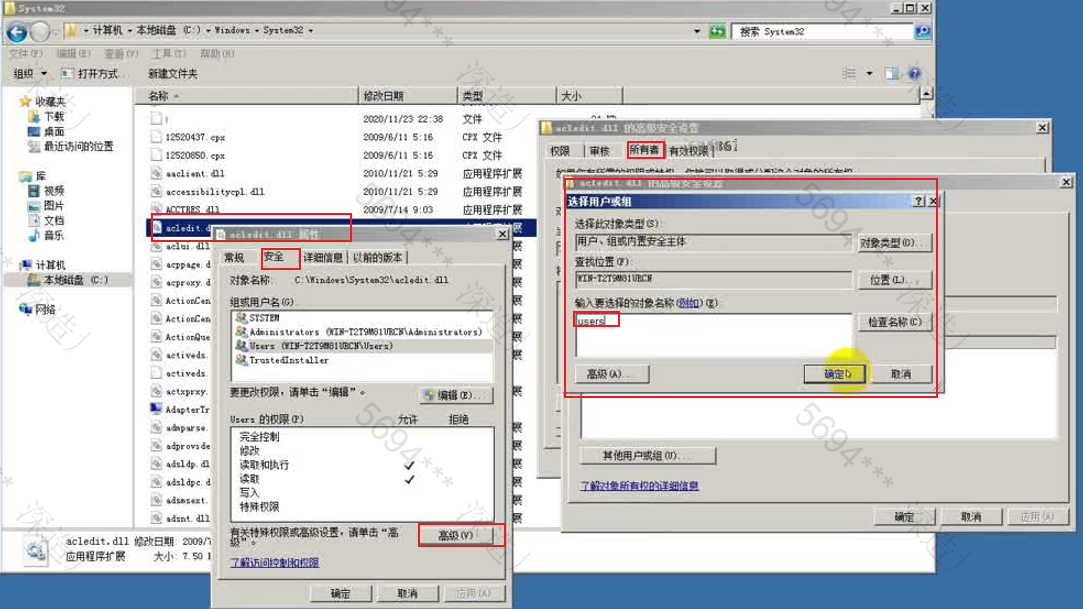 System32
计算机 本地磁盘 (C:) Windows System32
搜索 System32
文件(F) 编辑(E) 查看(V) 工具(T) 帮助(H)
组织 打开方式... 新建文件夹
名称 修改日期 类型 大小
收藏夹
下载
桌面
最近访问的位置
库
视频
图片
文档
音乐
计算机
本地磁盘 (C:)
网络
2020/11/23 22:38 文件
12520437.cpx 2009/6/11 5:16 CPX 文件
12520850.cpx 2009/6/11 5:16 CPX 文件
aaclient.dll 2010/11/21 5:29 应用程序扩展
accessibilitycpl.dll 2010/11/21 5:29 应用程序扩展
ACCTRES.dll 2009/7/14 9:03 应用程序扩展
acledit.d
aclui.dll
acppage.d
acproxy.d
ActionCen
ActionCen
ActionQue
activeds.
activeds.
actxprxy.
AdapterTr
admparse.
adprovide
adsldp.dl
adsldpc.d
adsmsext.
adsnt.dll
acledit.dll 修改日期: 2009/7
应用程序扩展 大小: 7.50
acledit.dll 属性
常规 安全 详细信息 以前的版本
对象名称: C:\Windows\System32\acledit.dll
组或用户名(G):
SYSTEM
Administrators (WIN-T2T9M81URCN\Administrators)
Users (WIN-T2T9M81URCN\Users)
TrustedInstaller
要更改权限，请单击“编辑”。
编辑(E)...
Users 的权限(P) 允许 拒绝
完全控制
修改
读取和执行
读取
写入
特殊权限
有关特殊权限或高级设置，请单击“高
级”。
高级(V)
了解访问控制和权限
确定 取消 应用(A)
acledit.dll 的高级安全设置
权限 审核 所有者 有效权限
acledit.dll 的高级安全设置
选择用户或组
选择此对象类型(S):
用户、组或内置安全主体
对象类型(O)...
查找位置(F):
WIN-T2T9M81URCN
位置(L)...
输入要选择的对象名称(例如)(E)
users
检查名称(C)
高级(A)...
确定 取消
其他用户或组(U)...
了解对象所有权的详细信息
确定 取消 应用(A)